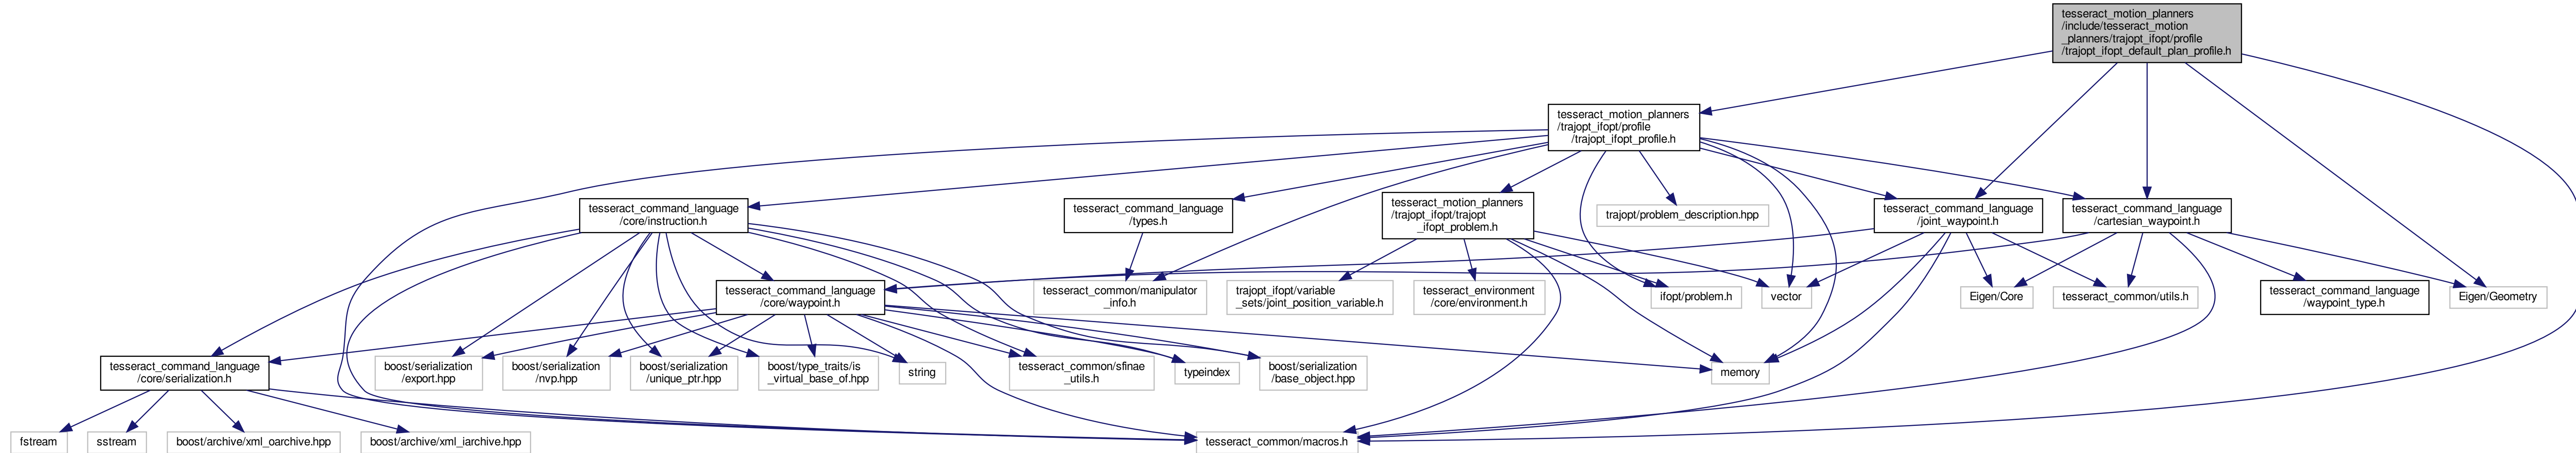 tesseract_motion_planners
/include/tesseract_motion
_planners/trajopt_ifopt/profile
/trajopt_ifopt_default_plan_profile.h
tesseract_motion_planners
/trajopt_ifopt/profile
/trajopt_ifopt_profile.h
tesseract_command_language
/core/instruction.h
tesseract_command_language
/types.h
tesseract_motion_planners
/trajopt_ifopt/trajopt
_ifopt_problem.h
trajopt/problem_description.hpp
tesseract_command_language
/joint_waypoint.h
tesseract_command_language
/cartesian_waypoint.h
tesseract_command_language
/core/waypoint.h
tesseract_common/manipulator
_info.h
trajopt_ifopt/variable
_sets/joint_position_variable.h
tesseract_environment
/core/environment.h
ifopt/problem.h
vector
Eigen/Core
tesseract_common/utils.h
tesseract_command_language
/waypoint_type.h
Eigen/Geometry
tesseract_command_language
/core/serialization.h
boost/serialization
/export.hpp
boost/serialization
/nvp.hpp
boost/serialization
/unique_ptr.hpp
boost/type_traits/is
_virtual_base_of.hpp
string
tesseract_common/sfinae
_utils.h
typeindex
boost/serialization
/base_object.hpp
memory
fstream
sstream
boost/archive/xml_oarchive.hpp
boost/archive/xml_iarchive.hpp
tesseract_common/macros.h